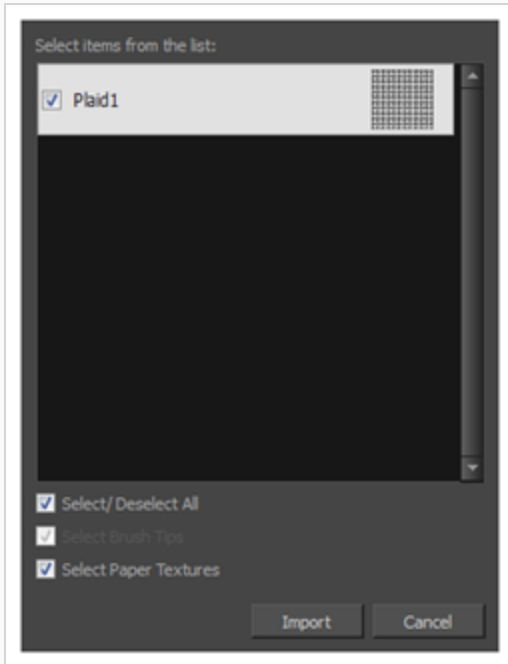 Select items from the list:
Plaid1
Select/ Deselect All
Select Brush Tips
Select Paper Textures
Import Cancel